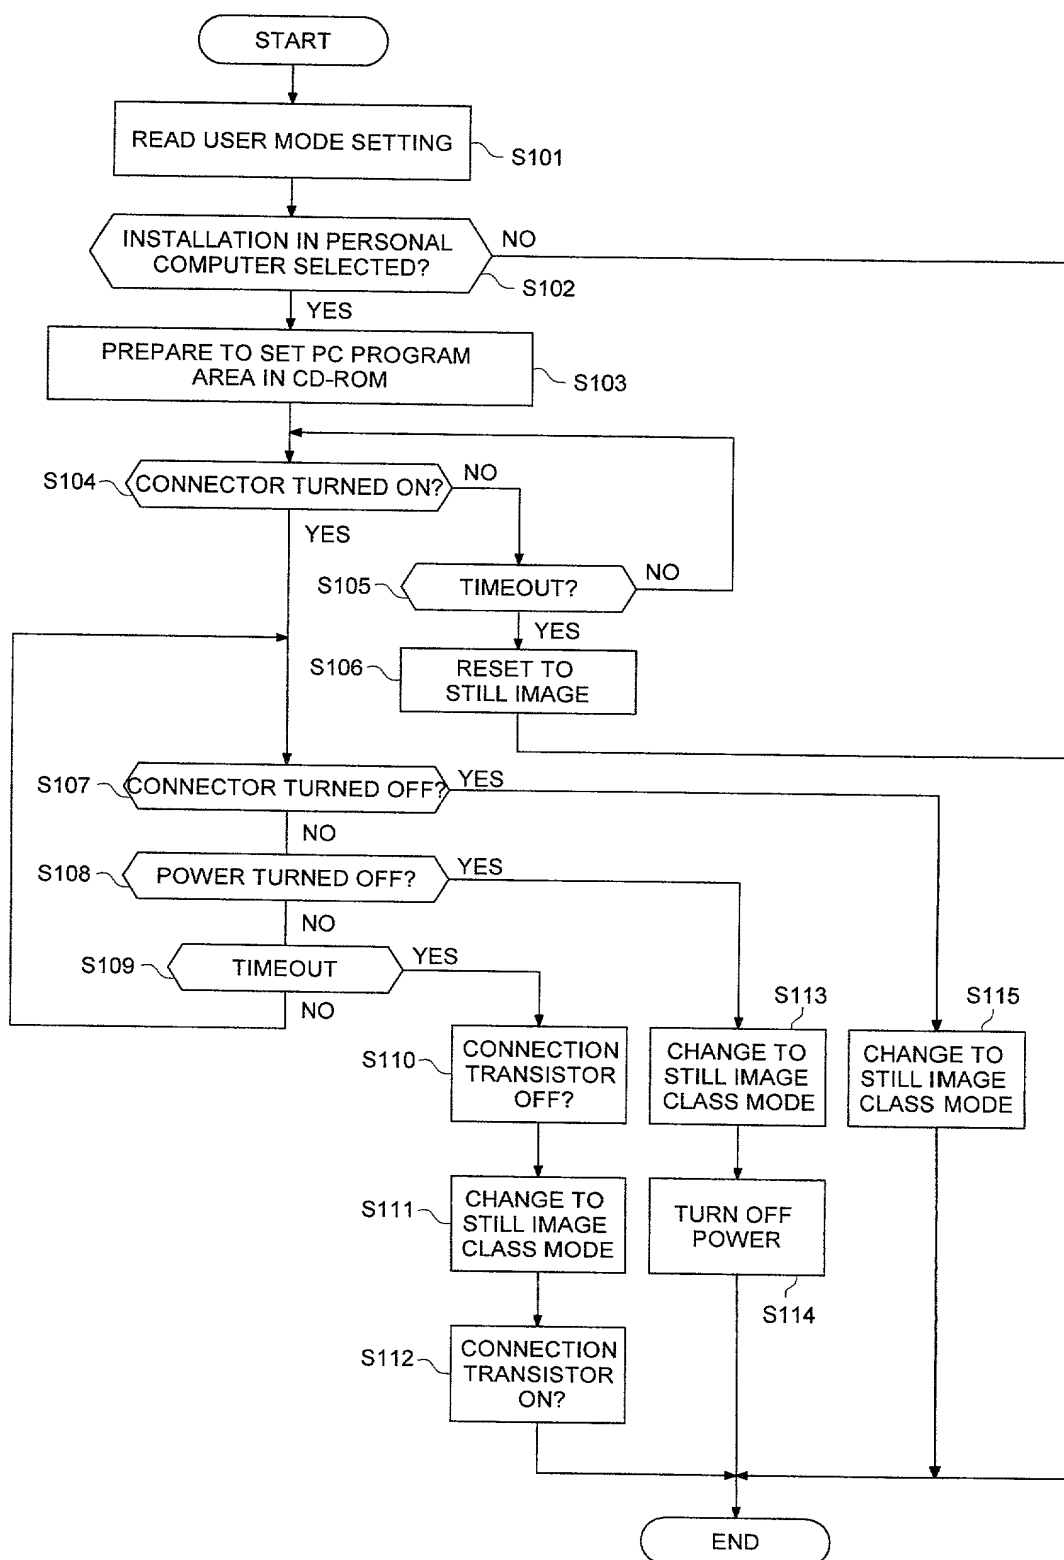 START
READ USER MODE SETTING
S101
INSTALLATION IN PERSONAL
COMPUTER SELECTED?
NO
S102
YES
PREPARE TO SET PC PROGRAM
AREA IN CD-ROM
S103
S104
CONNECTOR TURNED ON?
NO
YES
S105
TIMEOUT?
NO
YES
S106
RESET TO
STILL IMAGE
S107
CONNECTOR TURNED OFF?
YES
NO
S108
POWER TURNED OFF?
YES
NO
S109
TIMEOUT
YES
NO
S110
CONNECTION
TRANSISTOR
OFF?
S113
CHANGE TO
STILL IMAGE
CLASS MODE
S115
CHANGE TO
STILL IMAGE
CLASS MODE
S111
CHANGE TO
STILL IMAGE
CLASS MODE
TURN OFF
POWER
S114
S112
CONNECTION
TRANSISTOR
ON?
END